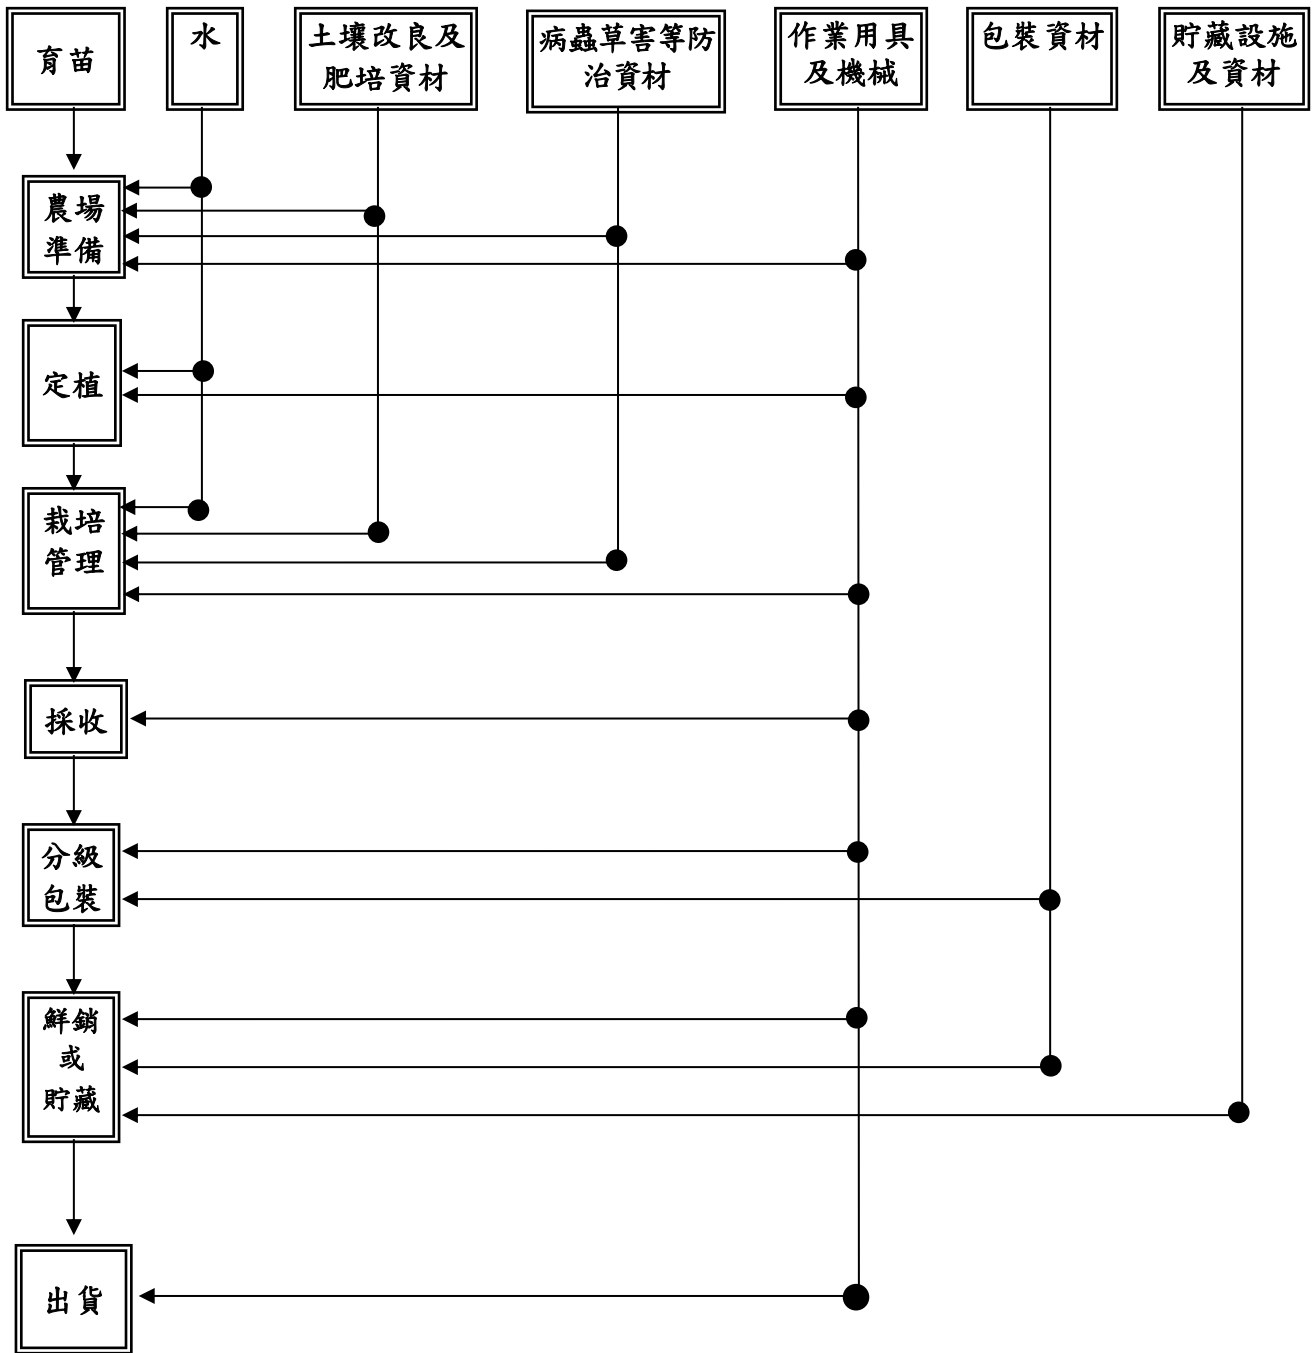 育苗
水
土壤改良及
肥培資材
病蟲草害等防
治資材
作業用具
及機械
包裝資材
貯藏設施
及資材
農場
準備
定植
栽培
管理
採收
分級
包裝
鮮銷
或
貯藏
出貨